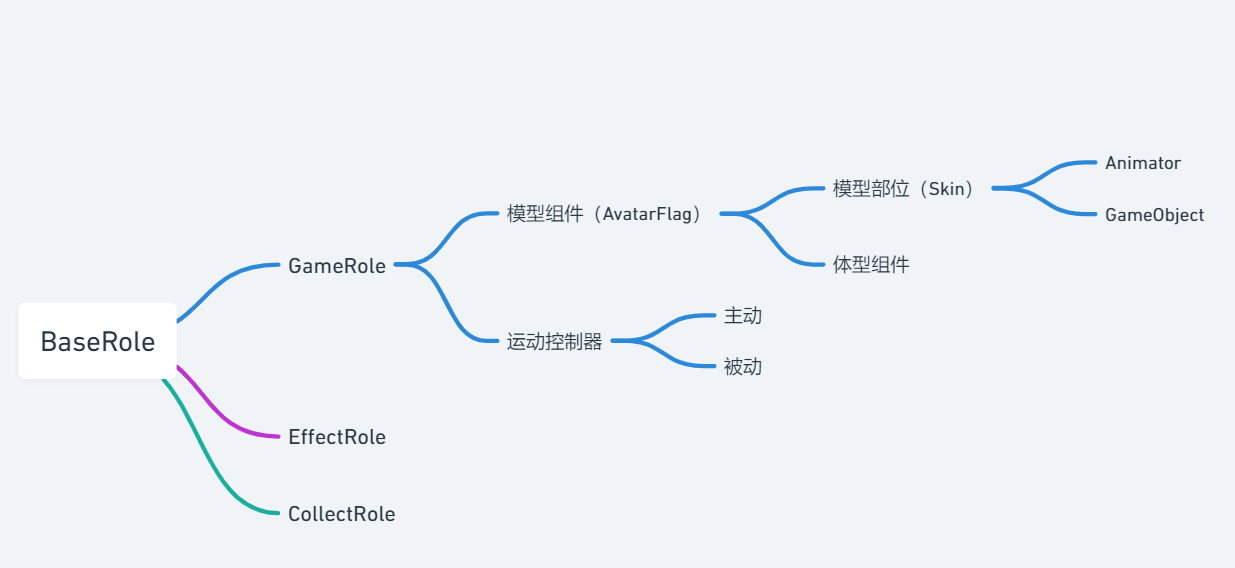 BaseRole
GameRole
模型组件（AvatarFlag）
模型部位（Skin）
Animator
GameObject
体型组件
运动控制器
主动
被动
EffectRole
CollectRole